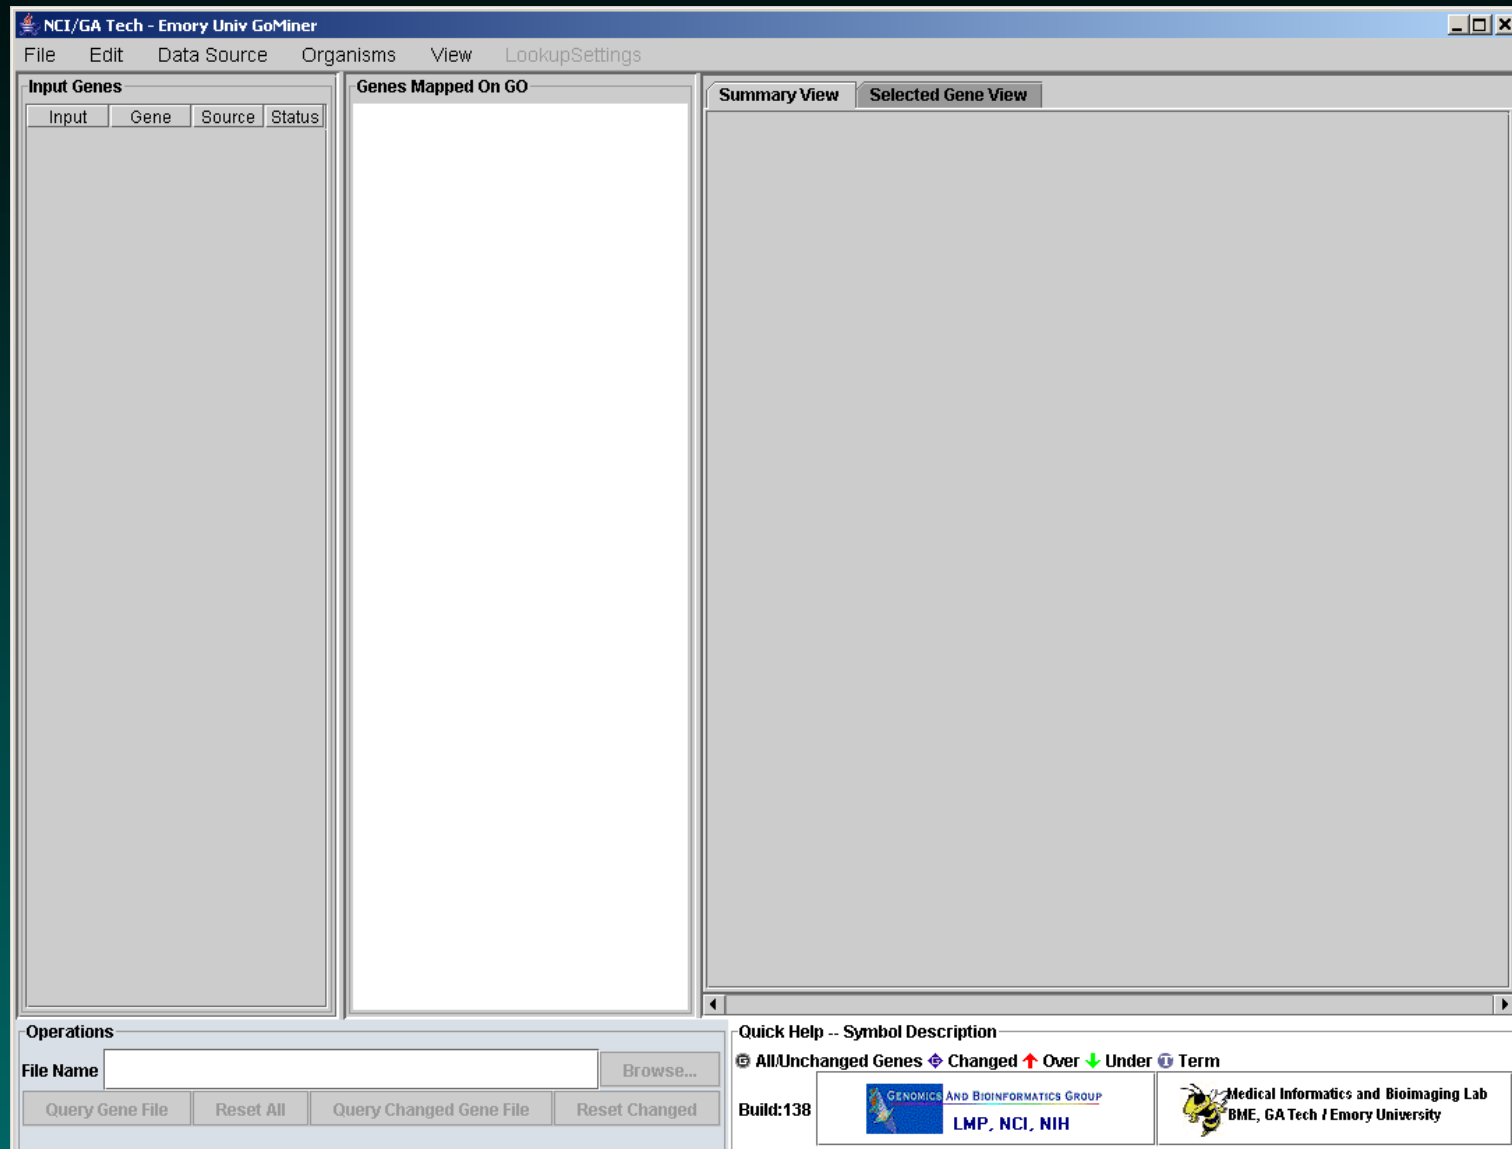 NCI/GA Tech - Emory Univ GoMiner
File Edit Data Source Organisms View LookupSettings
Input Genes
Input Gene Source Status
Genes Mapped On GO
Summary View Selected Gene View
Operations
File Name Browse...
Query Gene File Reset All Query Changed Gene File Reset Changed
Quick Help -- Symbol Description
G All/Unchanged Genes G Changed Over Under T Term
Build:138
GENOMICS AND BIOINFORMATICS GROUP
LMP, NCI, NIH
Medical Informatics and Bioimaging Lab
BME, GA Tech / Emory University